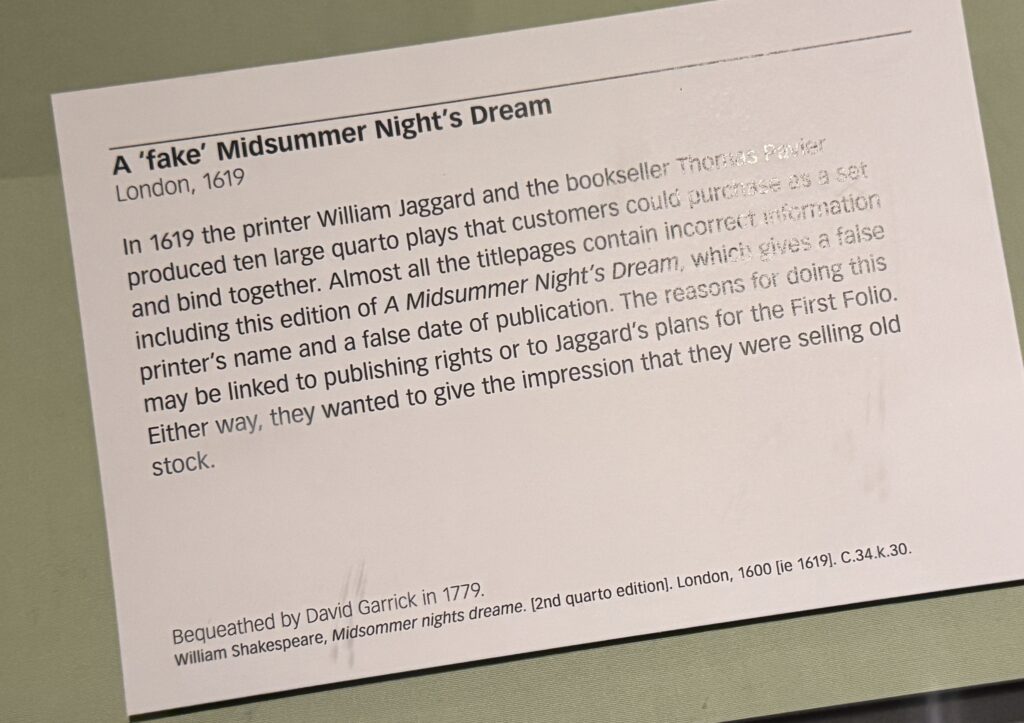 A 'fake' Midsummer Night's Dream
London, 1619
In 1619 the printer William Jaggard and the bookseller Thomas Pavier
produced ten large quarto plays that customers could purchase as a set
and bind together. Almost all the titlepages contain incorrect information
including this edition of A Midsummer Night's Dream, which gives a false
printer's name and a false date of publication. The reasons for doing this
may be linked to publishing rights or to Jaggard's plans for the First Folio.
Either way, they wanted to give the impression that they were selling old
stock.
Bequeathed by David Garrick in 1779.
William Shakespeare, Midsommer nights dreame. [2nd quarto edition]. London, 1600 [ie 1619]. C.34.k.30.